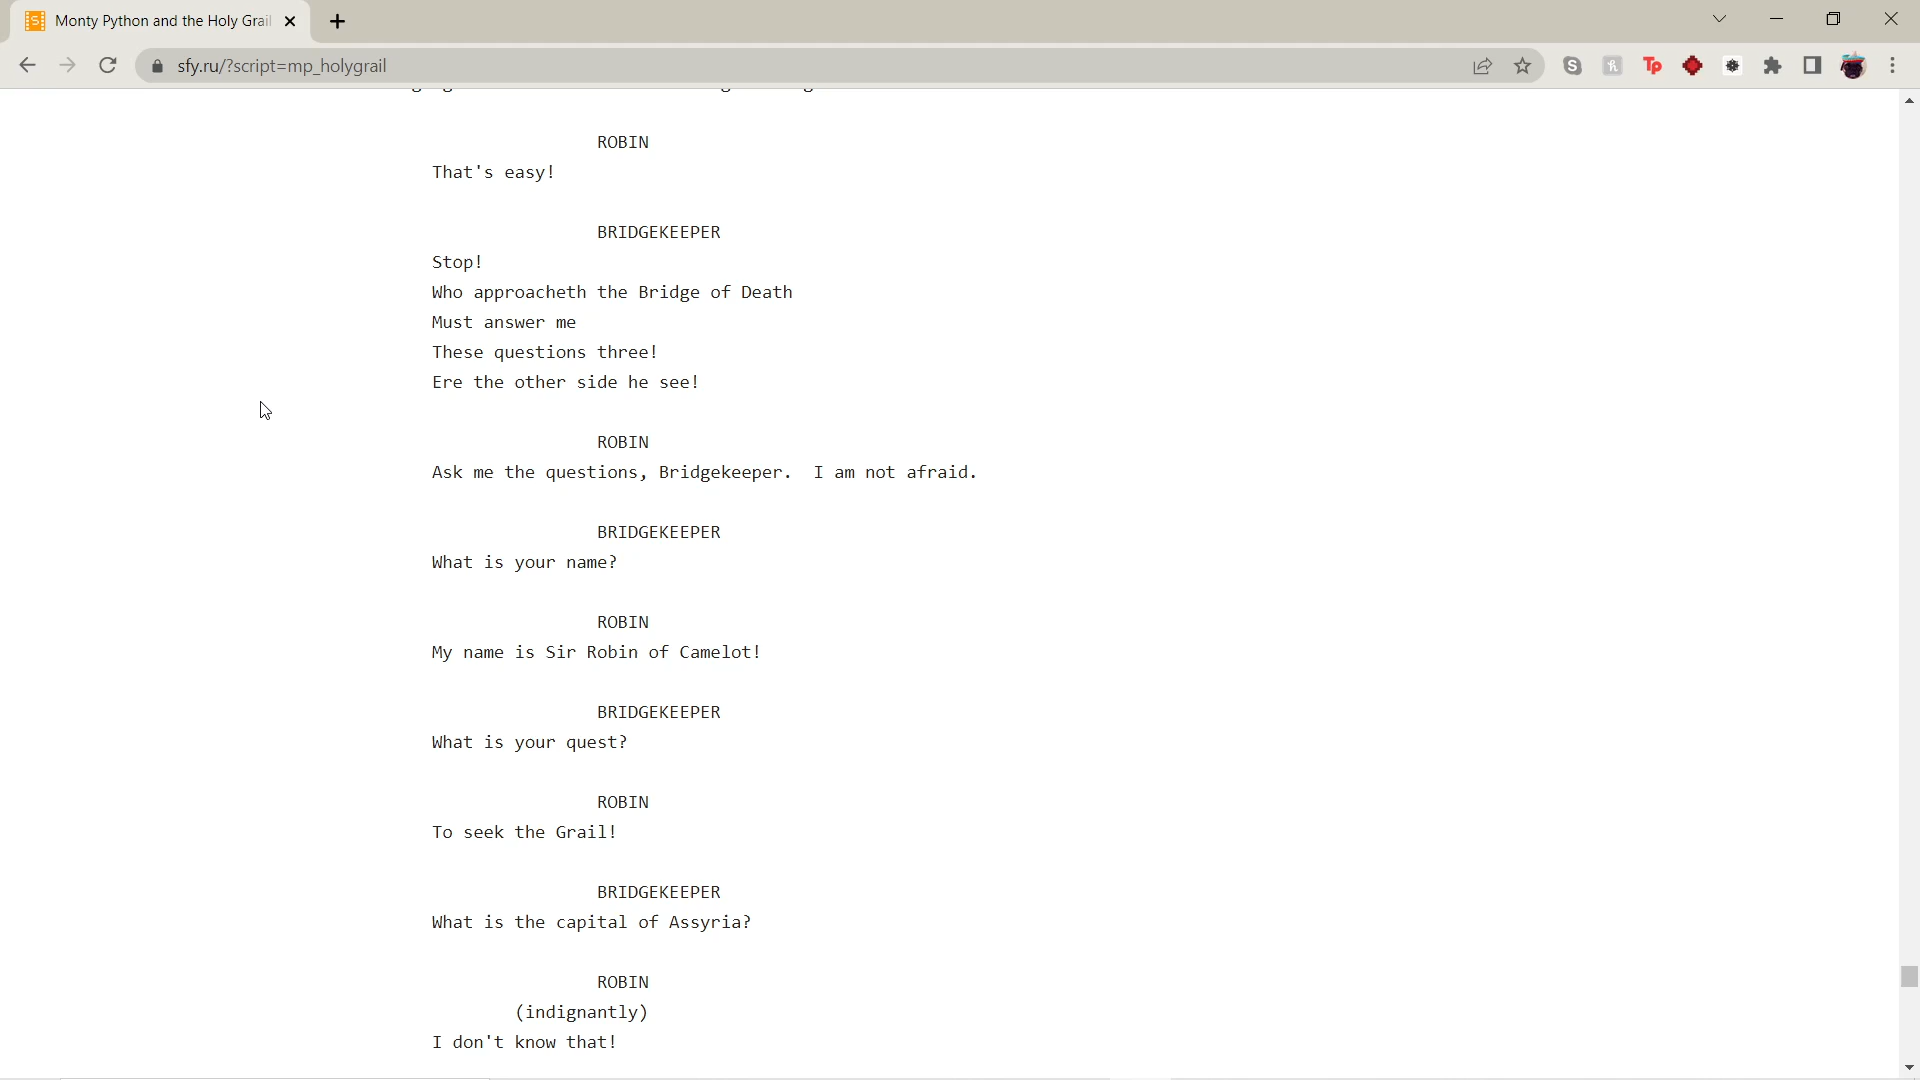 Monty Python and the Holy Grail
sfy.ru/?script=mp_holygrail
ROBIN
That's easy!
BRIDGEKEEPER
Stop!
Who approacheth the Bridge of Death
Must answer me
These questions three!
Ere the other side he see!
ROBIN
Ask me the questions, Bridgekeeper.  I am not afraid.
BRIDGEKEEPER
What is your name?
ROBIN
My name is Sir Robin of Camelot!
BRIDGEKEEPER
What is your quest?
ROBIN
To seek the Grail!
BRIDGEKEEPER
What is the capital of Assyria?
ROBIN
(indignantly)
I don't know that!